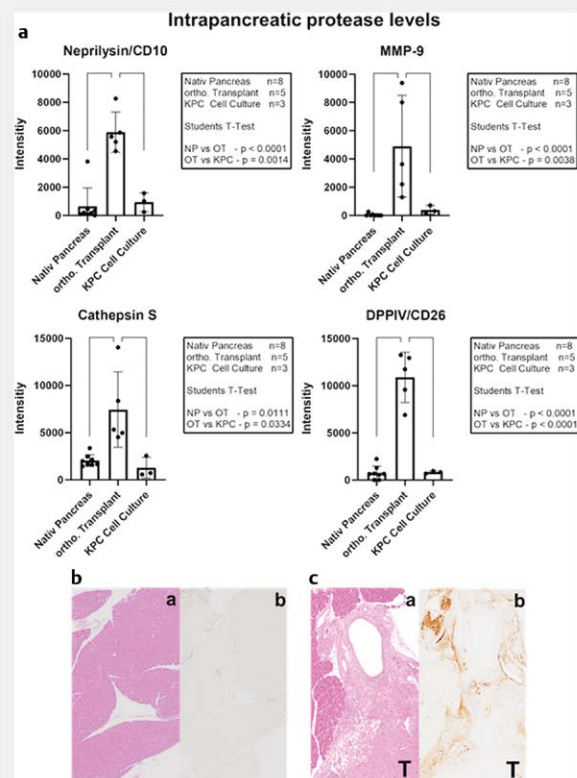 Intrapancreatic protease levels
a
Neprilysin/CD10
Intensitiy
10000
8000
6000
4000
2000
0
Nativ Pancreas
ortho. Transplant
KPC Cell Culture
Nativ Pancreas n=8
ortho. Transplant n=5
KPC Cell Culture n=3
Students T-Test
NP vs OT - p < 0.0001
OT vs KPC - p = 0.0014
MMP-9
Intensitiy
10000
8000
6000
4000
2000
0
Nativ Pancreas
ortho. Transplant
KPC Cell Culture
Nativ Pancreas n=8
ortho. Transplant n=5
KPC Cell Culture n=3
Students T-Test
NP vs OT - p < 0.0001
OT vs KPC - p = 0.0038
Cathepsin S
Intensitiy
15000
10000
5000
0
Nativ Pancreas
ortho. Transplant
KPC Cell Culture
Nativ Pancreas n=8
ortho. Transplant n=5
KPC Cell Culture n=3
Students T-Test
NP vs OT - p = 0.0111
OT vs KPC - p = 0.0334
DPPIV/CD26
Intensitiy
15000
10000
5000
0
Nativ Pancreas
ortho. Transplant
KPC Cell Culture
Nativ Pancreas n=8
ortho. Transplant n=5
KPC Cell Culture n=3
Students T-Test
NP vs OT - p < 0.0001
OT vs KPC - p < 0.0001
b
a
b
c
a
b
T
T